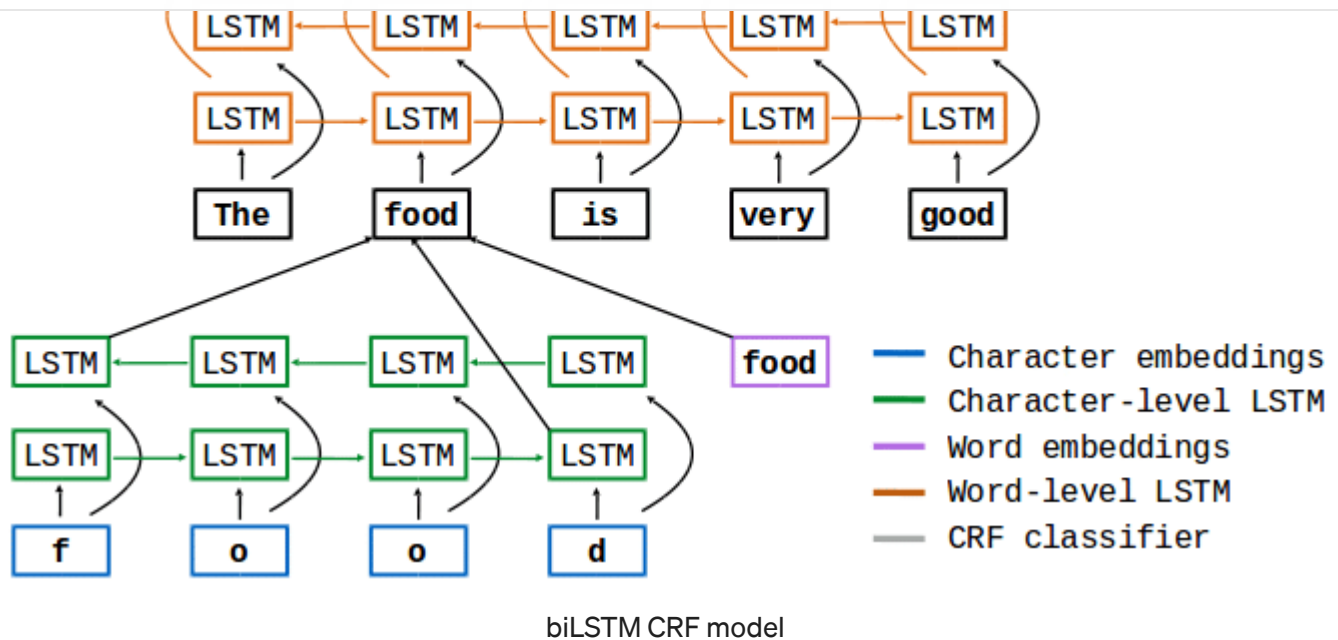 LSTM LSTM LSTM LSTM LSTM
LSTM LSTM LSTM LSTM LSTM
The food is very good
LSTM LSTM LSTM LSTM food
LSTM LSTM LSTM LSTM
f o o d
Character embeddings
Character-level LSTM
Word embeddings
Word-level LSTM
CRF classifier
biLSTM CRF model